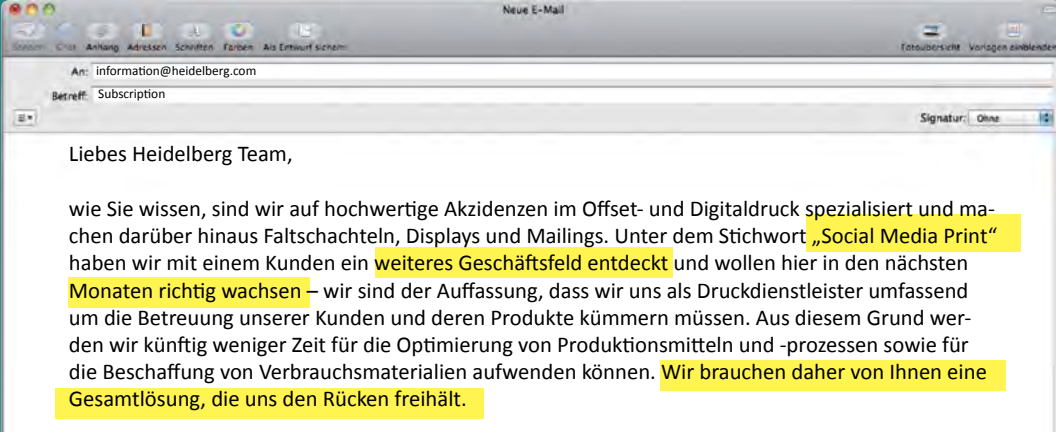 Neue E-Mail
Senden Chat Anhang Adressen Schriften Farben Als Entwurf sichern Fotoübersicht Vorlagen einblenden
An: information@heidelberg.com
Betreff: Subscription
Signatur: Ohne
Liebes Heidelberg Team,
wie Sie wissen, sind wir auf hochwertige Akzidenzen im Offset- und Digitaldruck spezialisiert und ma-
chen darüber hinaus Faltschachteln, Displays und Mailings. Unter dem Stichwort „Social Media Print“
haben wir mit einem Kunden ein weiteres Geschäftsfeld entdeckt und wollen hier in den nächsten
Monaten richtig wachsen – wir sind der Auffassung, dass wir uns als Druckdienstleister umfassend
um die Betreuung unserer Kunden und deren Produkte kümmern müssen. Aus diesem Grund wer-
den wir künftig weniger Zeit für die Optimierung von Produktionsmitteln und -prozessen sowie für
die Beschaffung von Verbrauchsmaterialien aufwenden können. Wir brauchen daher von Ihnen eine
Gesamtlösung, die uns den Rücken freihält.